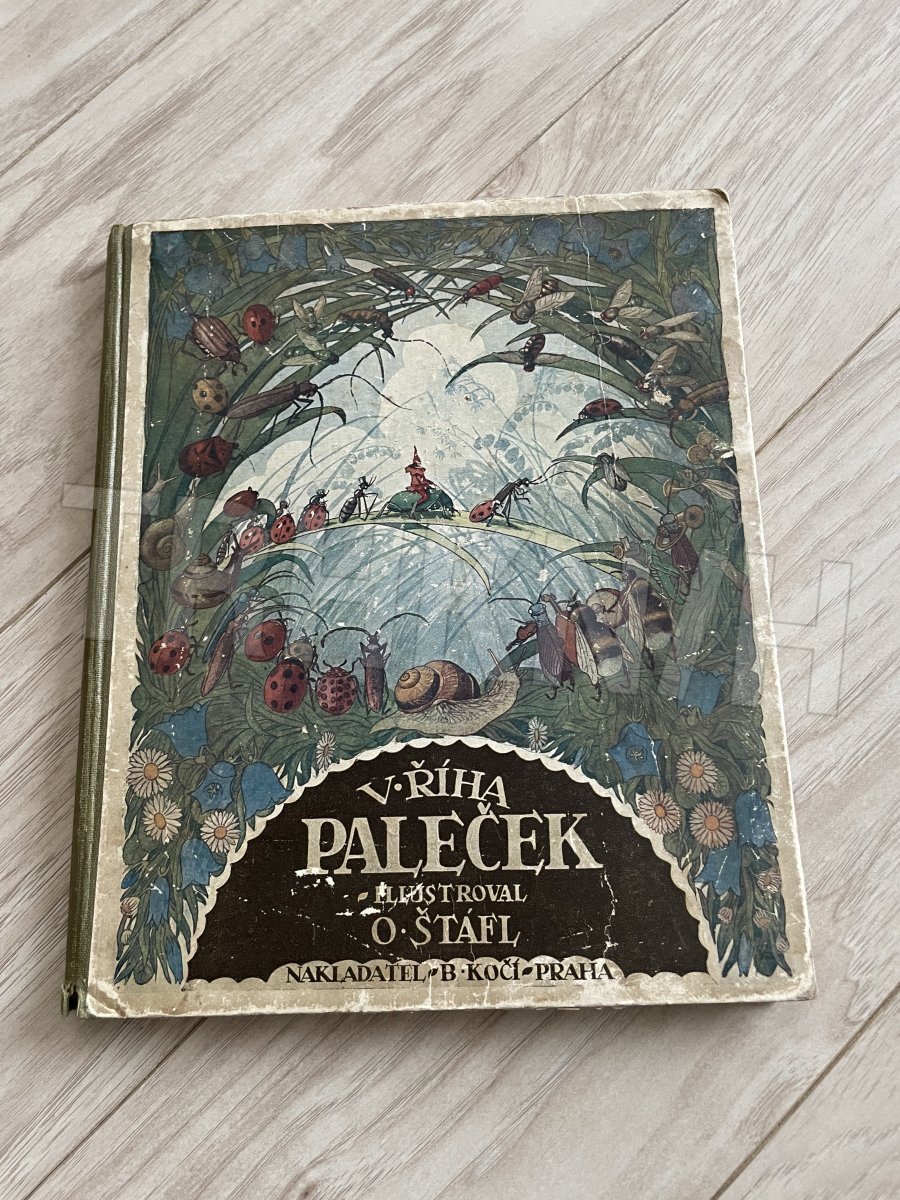 V·ŘÍHA
PALEČEK
·ILLUSTROVAL
O·ŠTÁFL
NAKLADATEL·B·KOČÍ·PRAHA